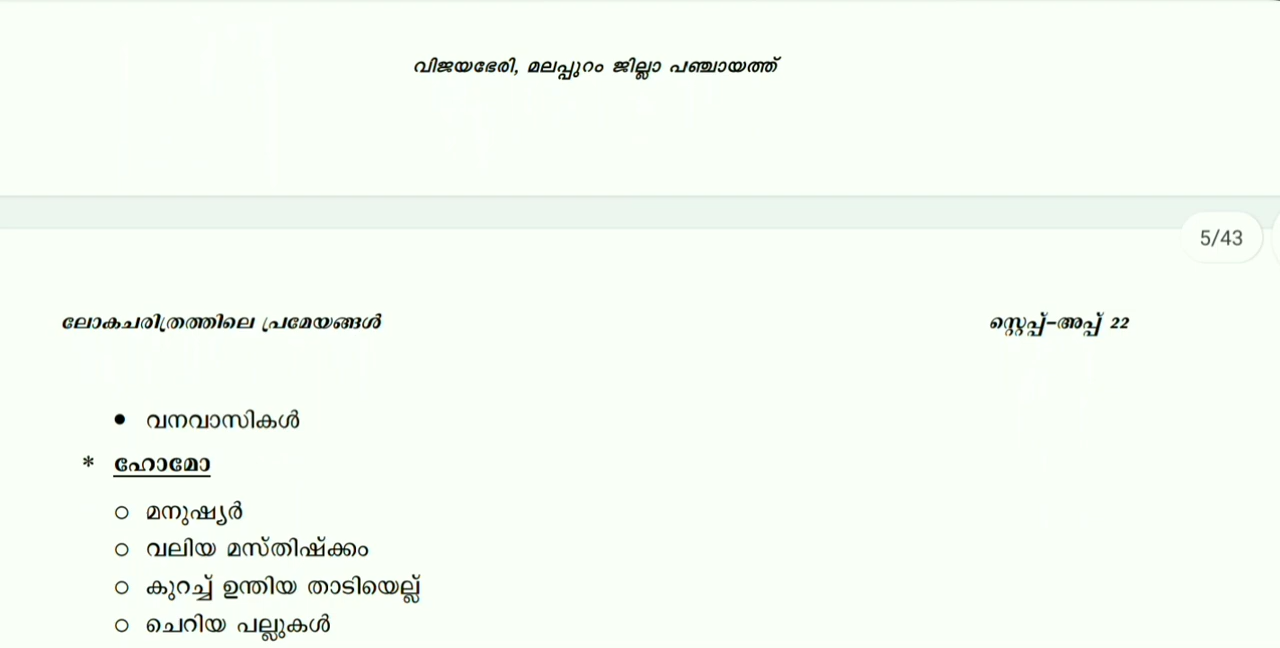 വിജയഭേരി, മലപ്പുറം ജില്ലാ പഞ്ചായത്ത്
5/43
ലോകചരിത്രത്തിലെ പ്രമേയങ്ങൾ സ്റ്റെപ്പ്-അപ്പ് 22
• വനവാസികൾ
* ഹോമോ
○ മനുഷ്യർ
○ വലിയ മസ്തിഷ്ക്കം
○ കുറച്ച് ഉന്തിയ താടിയെല്ല്
○ ചെറിയ പല്ലുകൾ